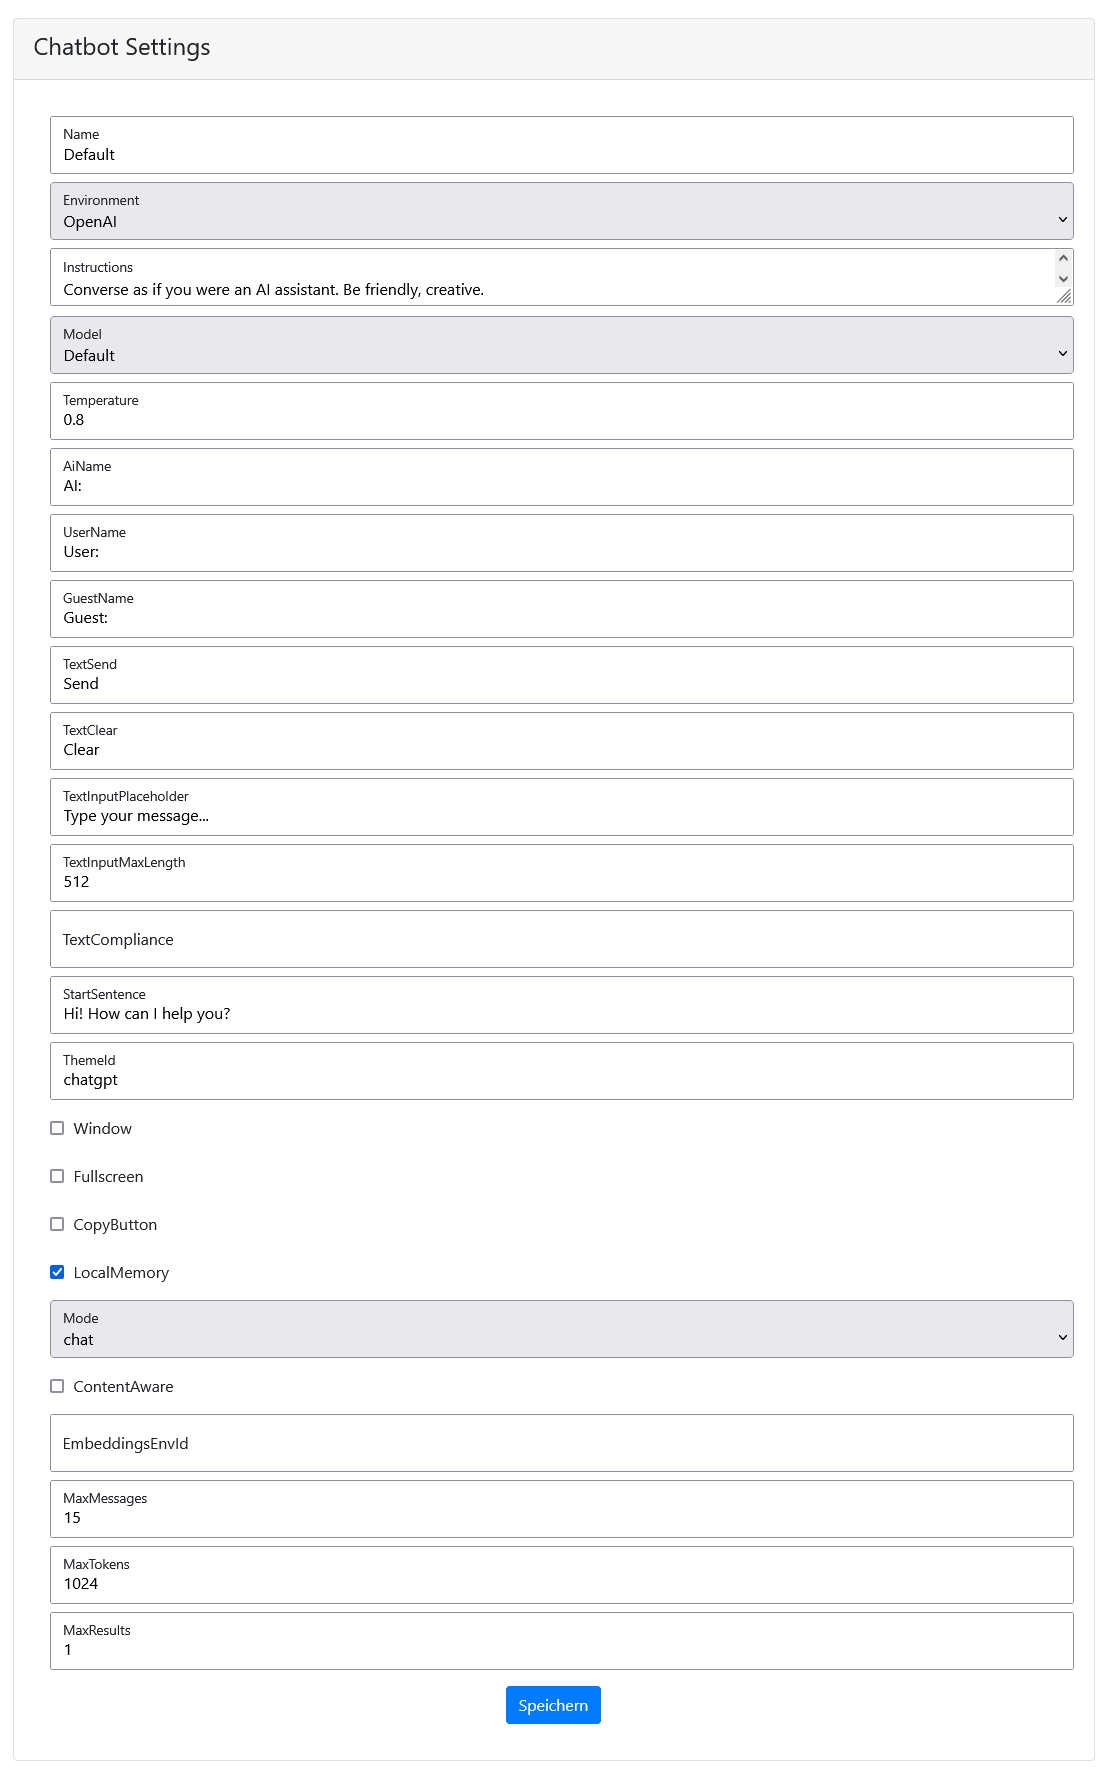 Chatbot Settings
Name
Default
Environment
OpenAI
Instructions
Converse as if you were an AI assistant. Be friendly, creative.
Model
Default
Temperature
0.8
AiName
AI:
UserName
User:
GuestName
Guest:
TextSend
Send
TextClear
Clear
TextInputPlaceholder
Type your message...
TextInputMaxLength
512
TextCompliance
StartSentence
Hi! How can I help you?
ThemeId
chatgpt
Window
Fullscreen
CopyButton
LocalMemory
Mode
chat
ContentAware
EmbeddingsEnvId
MaxMessages
15
MaxTokens
1024
MaxResults
1
Speichern